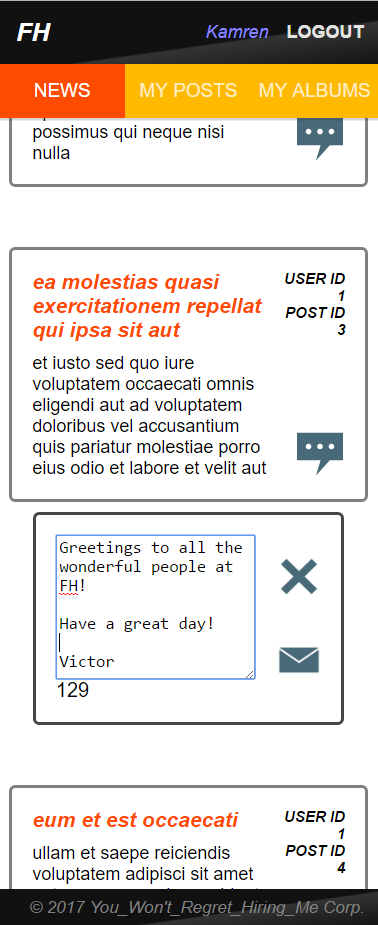 FH Kamren LOGOUT
NEWS MY POSTS MY ALBUMS
possimus qui neque nisi
nulla
ea molestias quasi
exercitationem repellat
qui ipsa sit aut
USER ID
1
POST ID
3
et iusto sed quo iure
voluptatem occaecati omnis
eligendi aut ad voluptatem
doloribus vel accusantium
quis pariatur molestiae porro
eius odio et labore et velit aut
Greetings to all the
wonderful people at
FH!
Have a great day!
Victor
129
eum et est occaecati
USER ID
1
POST ID
4
ullam et saepe reiciendis
voluptatem adipisci sit amet
© 2017 You_Won't_Regret_Hiring_Me Corp.